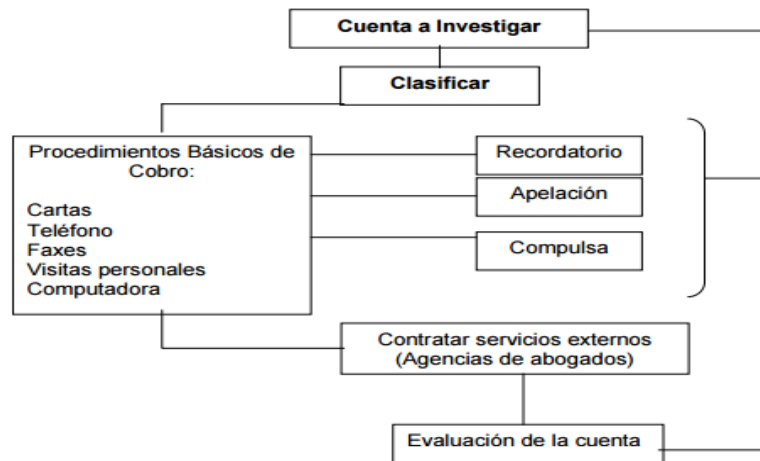 Cuenta a Investigar
Clasificar
Procedimientos Básicos de
Cobro:
Cartas
Teléfono
Faxes
Visitas personales
Computadora
Recordatorio
Apelación
Compulsa
Contratar servicios externos
(Agencias de abogados)
Evaluación de la cuenta